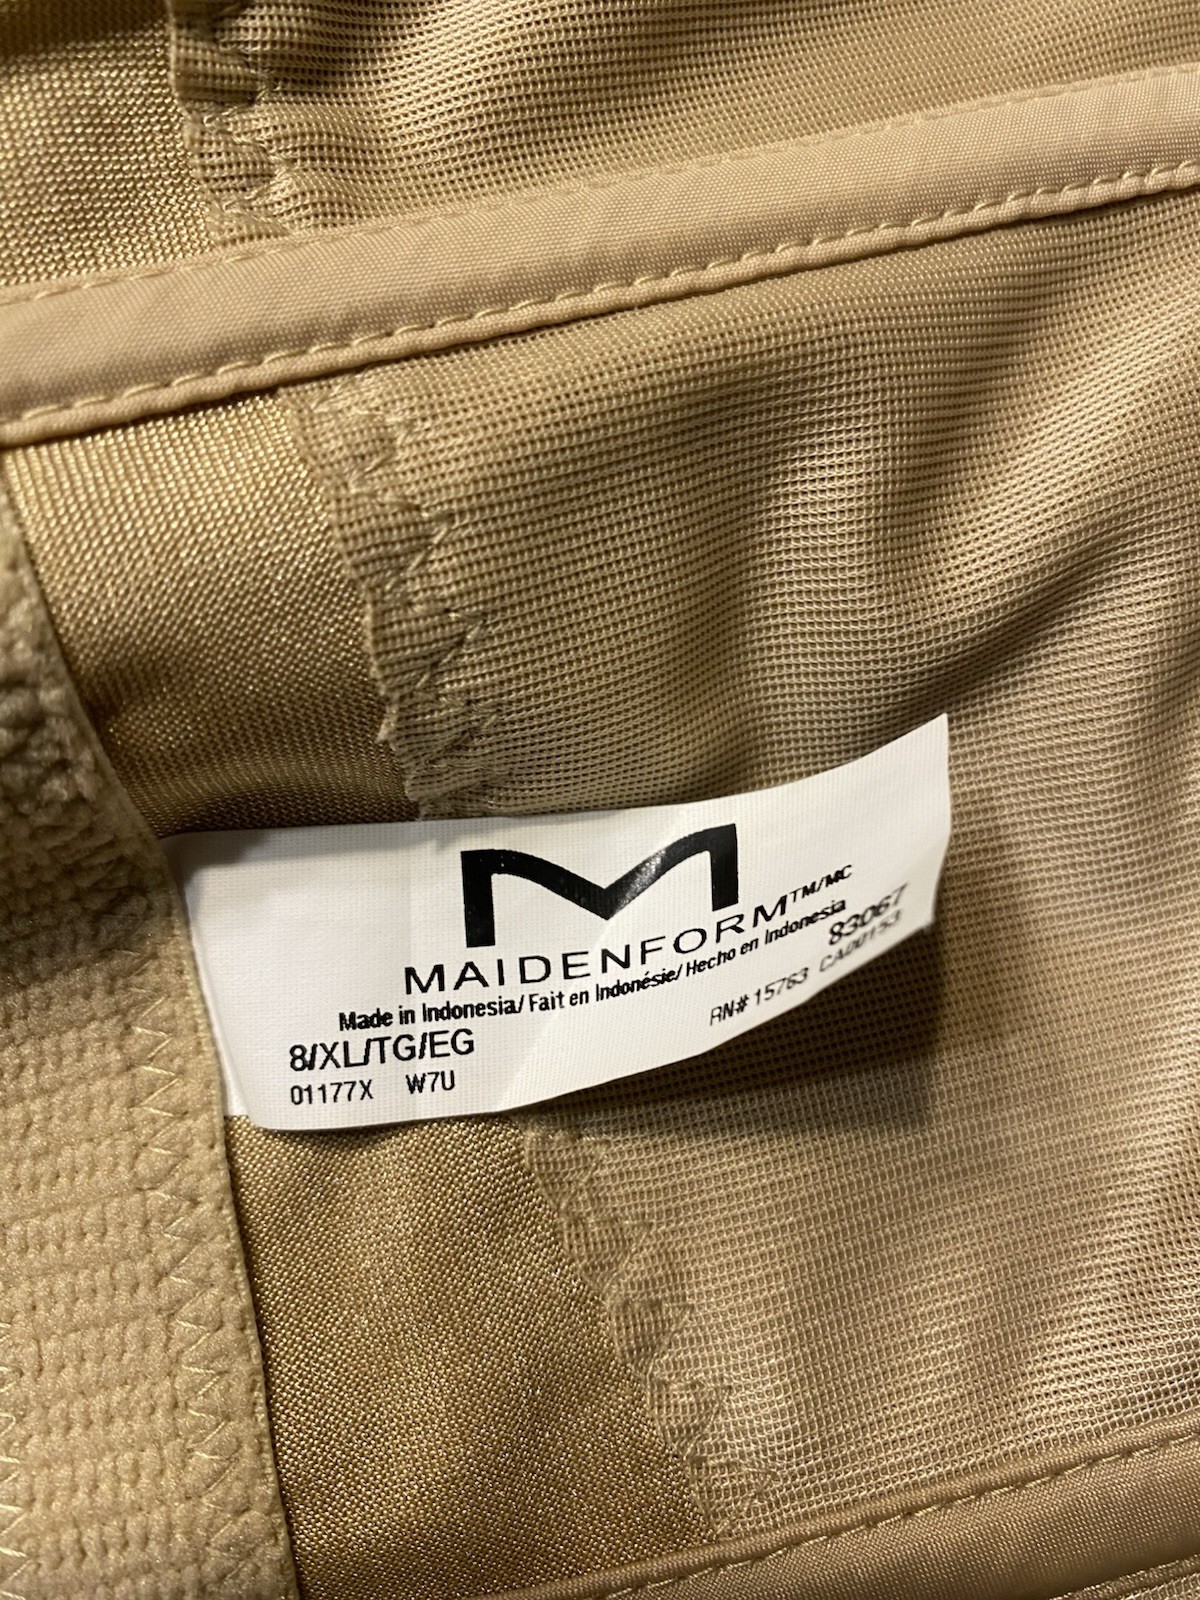 M
MAIDENFORM™/MC
Made in Indonesia/ Fait en Indonésie/ Hecho en Indonesia
8/XL/TG/EG 83067
01177X W7U RN# 15763 CA00153